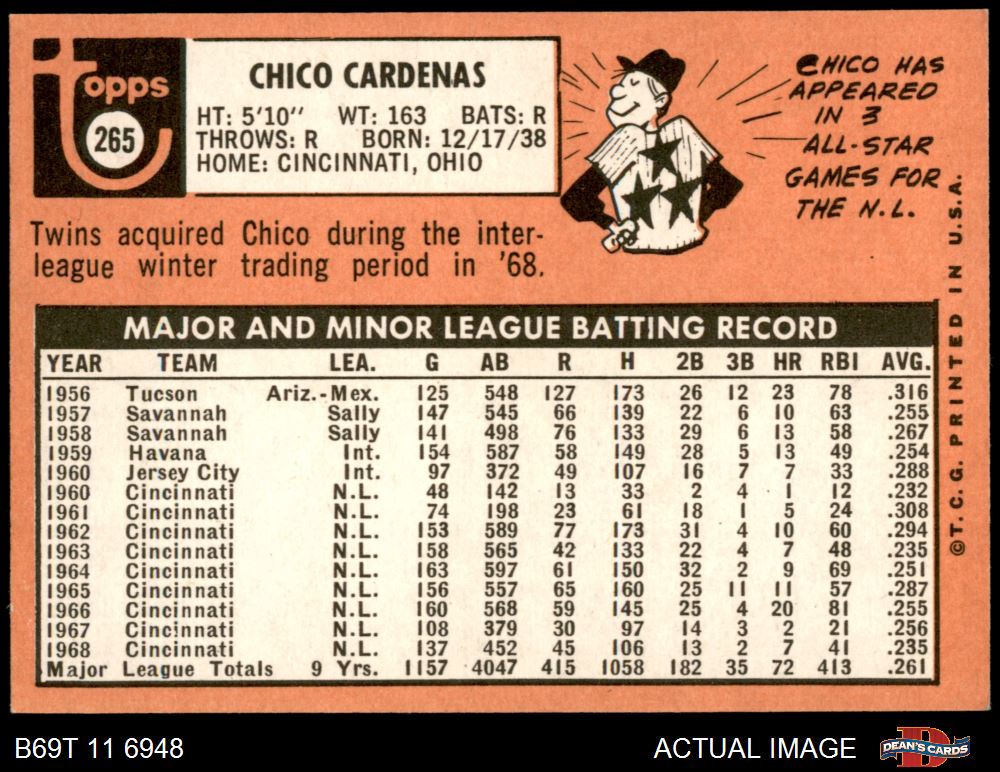 Topps
265
CHICO CARDENAS
HT: 5'10" WT: 163 BATS: R
THROWS: R BORN: 12/17/38
HOME: CINCINNATI, OHIO
CHICO HAS
APPEARED
IN 3
ALL-STAR
GAMES FOR
THE N.L.
Twins acquired Chico during the inter-
league winter trading period in '68.
MAJOR AND MINOR LEAGUE BATTING RECORD
YEAR TEAM LEA. G AB R H 2B 3B HR RBI AVG.
1956 Tucson Ariz.-Mex. 125 548 127 173 26 12 23 78 .316
1957 Savannah Sally 147 545 66 139 22 6 10 63 .255
1958 Savannah Sally 141 498 76 133 29 6 13 58 .267
1959 Havana Int. 154 587 58 149 28 5 13 49 .254
1960 Jersey City Int. 97 372 49 107 16 7 7 33 .288
1960 Cincinnati N.L. 48 142 13 33 2 4 1 12 .232
1961 Cincinnati N.L. 74 198 23 61 18 1 5 24 .308
1962 Cincinnati N.L. 153 589 77 173 31 4 10 60 .294
1963 Cincinnati N.L. 158 565 42 133 22 4 7 48 .235
1964 Cincinnati N.L. 163 597 61 150 32 2 9 69 .251
1965 Cincinnati N.L. 156 557 65 160 25 11 11 57 .287
1966 Cincinnati N.L. 160 568 59 145 25 4 20 81 .255
1967 Cincinnati N.L. 108 379 30 97 14 3 2 21 .256
1968 Cincinnati N.L. 137 452 45 106 13 2 7 41 .235
Major League Totals 9 Yrs. 1157 4047 415 1058 182 35 72 413 .261
©T.C.G. PRINTED IN U.S.A.
B69T 11 6948
ACTUAL IMAGE
DEAN'S CARDS